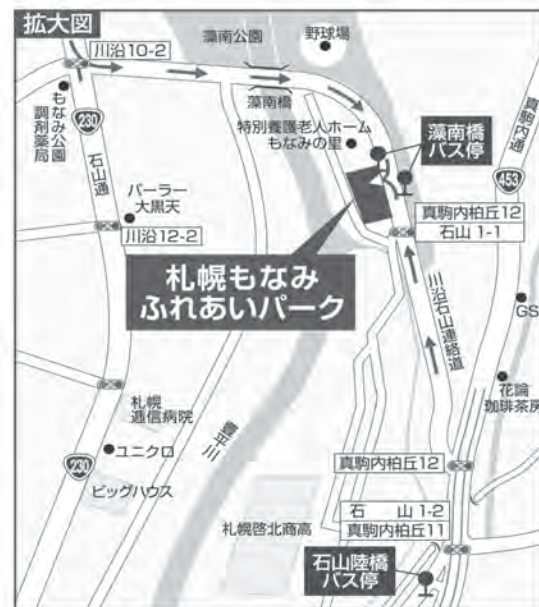 拡大図
川沿10-2
藻南公園
野球場
もなみ公園
調剤薬局
230
石山通
藻南橋
特別養護老人ホーム
もなみの里
藻南橋
バス停
真駒内通
453
パーラー
大黒天
川沿12-2
真駒内柏丘12
石山1-1
札幌もなみ
ふれあいパーク
川沿石山連絡道
GS
花論
珈琲茶房
札幌
逓信病院
豊平川
ユニクロ
230
ビッグハウス
真駒内柏丘12
石 山 1-2
真駒内柏丘11
札幌啓北商高
石山陸橋
バス停